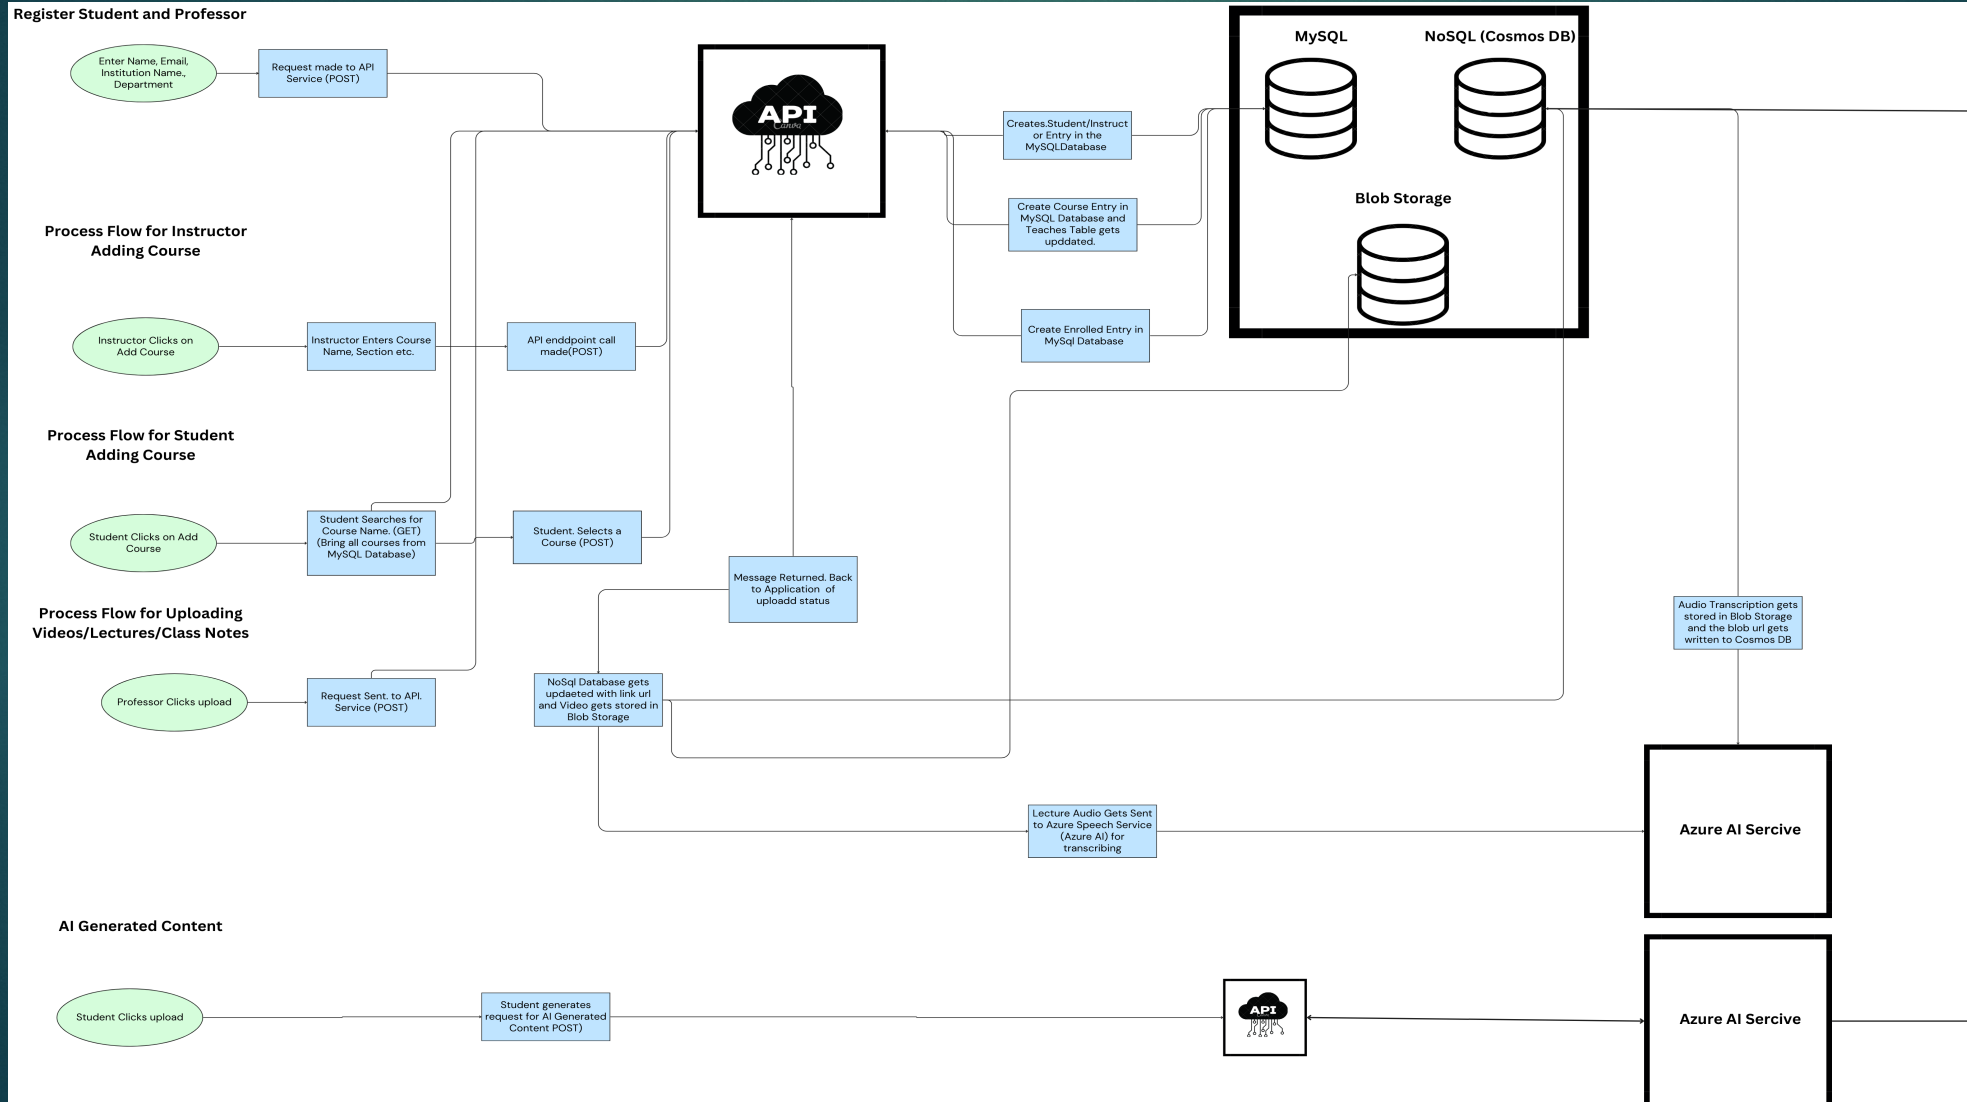 Register Student and Professor
Enter Name, Email,
Institution Name.,
Department
Request made to API
Service (POST)
API
Canva
Creates.Student/Instruct
or Entry in the
MySQLDatabase
Create Course Entry in
MySQL Database and
Teaches Table gets
upddated.
Create Enrolled Entry in
MySql Database
MySQL
NoSQL (Cosmos DB)
Blob Storage
Process Flow for Instructor
Adding Course
Instructor Clicks on
Add Course
Instructor Enters Course
Name, Section etc.
API enddpoint call
made(POST)
Process Flow for Student
Adding Course
Student Clicks on Add
Course
Student Searches for
Course Name. (GET)
(Bring all courses from
MySQL Database)
Student. Selects a
Course (POST)
Message Returned. Back
to Application of
uploadd status
Process Flow for Uploading
Videos/Lectures/Class Notes
Professor Clicks upload
Request Sent. to API.
Service (POST)
NoSql Database gets
updaeted with link url
and Video gets stored in
Blob Storage
Audio Transcription gets
stored in Blob Storage
and the blob url gets
written to Cosmos DB
Lecture Audio Gets Sent
to Azure Speech Service
(Azure AI) for
transcribing
Azure AI Sercive
AI Generated Content
Student Clicks upload
Student generates
request for AI Generated
Content POST)
API
Azure AI Sercive